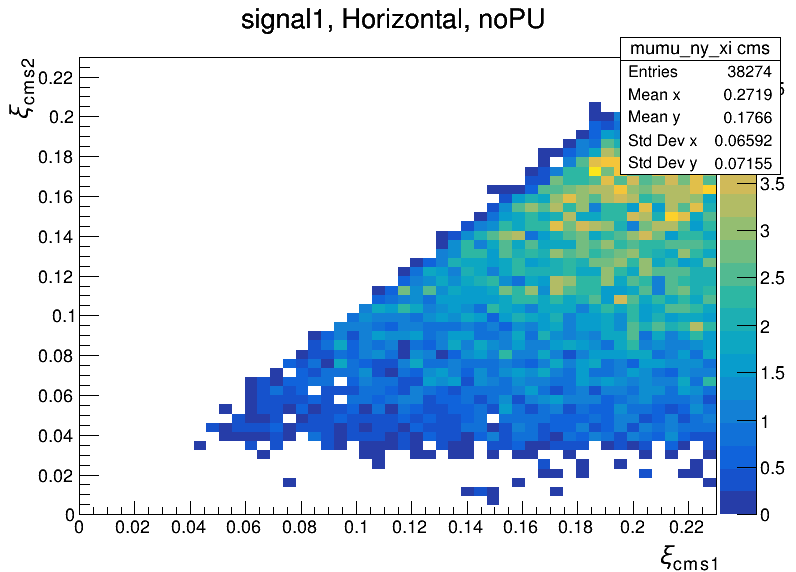 signal1, Horizontal, noPU
mumu_ny_xi cms
Entries 38274
Mean x 0.2719
Mean y 0.1766
Std Dev x 0.06592
Std Dev y 0.07155
ξcms2
0.22
0.2
0.18
0.16
0.14
0.12
0.1
0.08
0.06
0.04
0.02
0
5
3.5
3
2.5
2
1.5
1
0.5
0
0 0.02 0.04 0.06 0.08 0.1 0.12 0.14 0.16 0.18 0.2 0.22
ξcms1